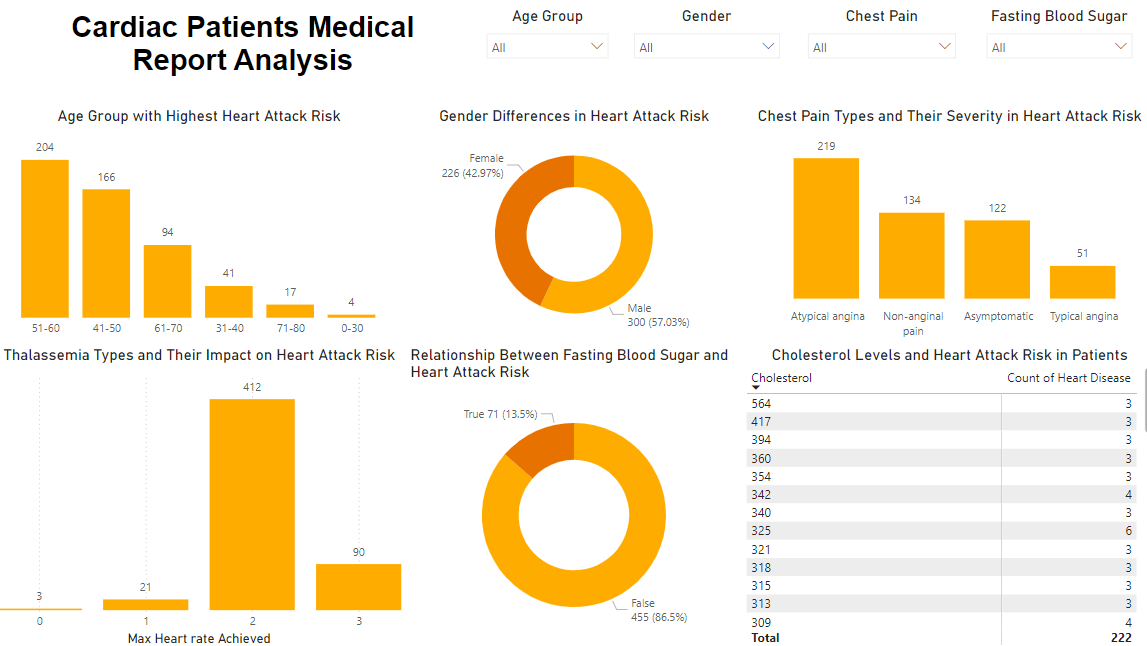 Cardiac Patients Medical
Report Analysis
Age Group
Gender
Chest Pain
Fasting Blood Sugar
All
All
All
All
Age Group with Highest Heart Attack Risk
204
166
94
41
17
4
51-60
41-50
61-70
31-40
71-80
0-30
Gender Differences in Heart Attack Risk
Female
226 (42.97%)
Male
300 (57.03%)
Chest Pain Types and Their Severity in Heart Attack Risk
219
134
122
51
Atypical angina
Non-anginal
pain
Asymptomatic
Typical angina
Thalassemia Types and Their Impact on Heart Attack Risk
412
90
21
3
0
1
2
3
Max Heart rate Achieved
Relationship Between Fasting Blood Sugar and
Heart Attack Risk
True 71 (13.5%)
False
455 (86.5%)
Cholesterol Levels and Heart Attack Risk in Patients
Cholesterol Count of Heart Disease
564 3
417 3
394 3
360 3
354 3
342 4
340 3
325 6
321 3
318 3
315 3
313 3
309 4
Total 222